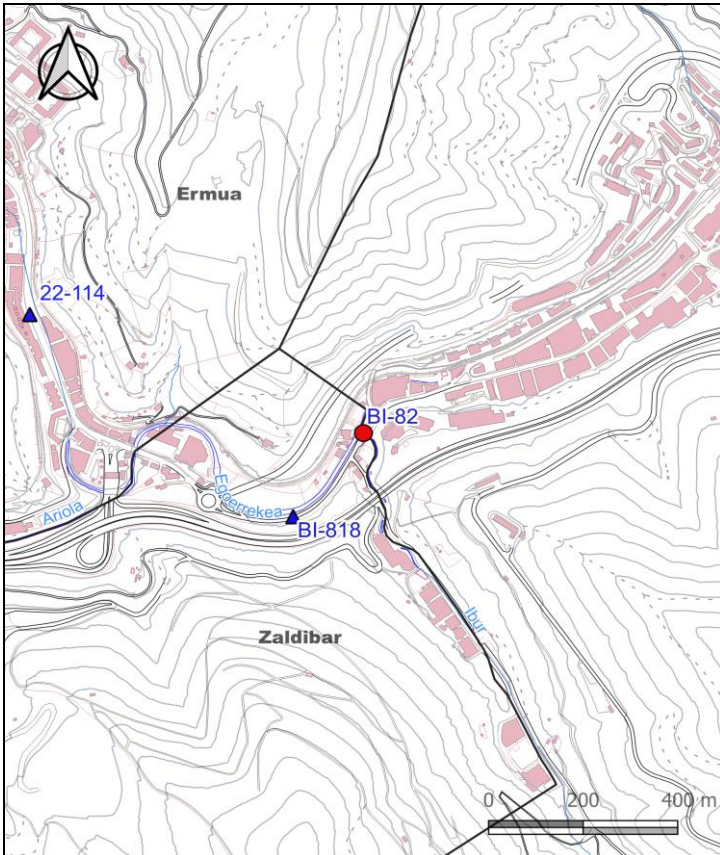 Ermua
22-114
BI-82
Egoerrekea
Ariola
BI-818
Ibur
Zaldibar
0 200 400 m